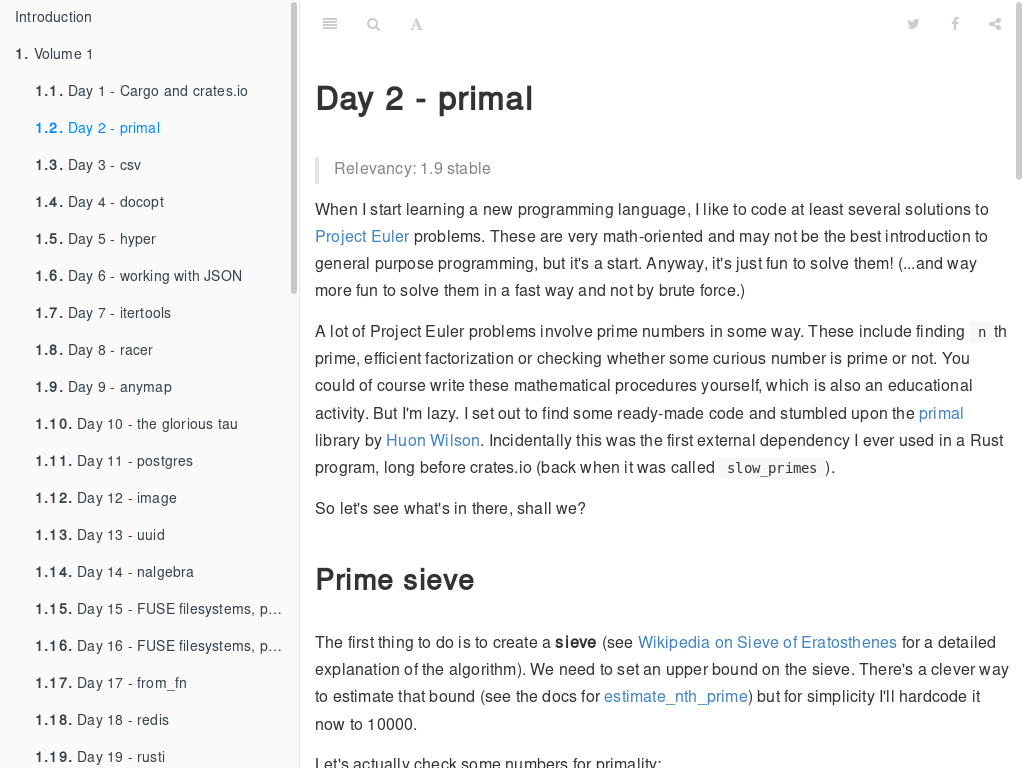 Introduction
1. Volume 1
1.1. Day 1 - Cargo and crates.io
1.2. Day 2 - primal
1.3. Day 3 - csv
1.4. Day 4 - docopt
1.5. Day 5 - hyper
1.6. Day 6 - working with JSON
1.7. Day 7 - itertools
1.8. Day 8 - racer
1.9. Day 9 - anymap
1.10. Day 10 - the glorious tau
1.11. Day 11 - postgres
1.12. Day 12 - image
1.13. Day 13 - uuid
1.14. Day 14 - nalgebra
1.15. Day 15 - FUSE filesystems, p…
1.16. Day 16 - FUSE filesystems, p…
1.17. Day 17 - from_fn
1.18. Day 18 - redis
1.19. Day 19 - rusti
Day 2 - primal
Relevancy: 1.9 stable
When I start learning a new programming language, I like to code at least several solutions to
Project Euler problems. These are very math-oriented and may not be the best introduction to
general purpose programming, but it's a start. Anyway, it's just fun to solve them! (...and way
more fun to solve them in a fast way and not by brute force.)
A lot of Project Euler problems involve prime numbers in some way. These include finding n th
prime, efficient factorization or checking whether some curious number is prime or not. You
could of course write these mathematical procedures yourself, which is also an educational
activity. But I'm lazy. I set out to find some ready-made code and stumbled upon the primal
library by Huon Wilson. Incidentally this was the first external dependency I ever used in a Rust
program, long before crates.io (back when it was called slow_primes ).
So let's see what's in there, shall we?
Prime sieve
The first thing to do is to create a sieve (see Wikipedia on Sieve of Eratosthenes for a detailed
explanation of the algorithm). We need to set an upper bound on the sieve. There's a clever way
to estimate that bound (see the docs for estimate_nth_prime) but for simplicity I'll hardcode it
now to 10000.
Let's actually check some numbers for primality: